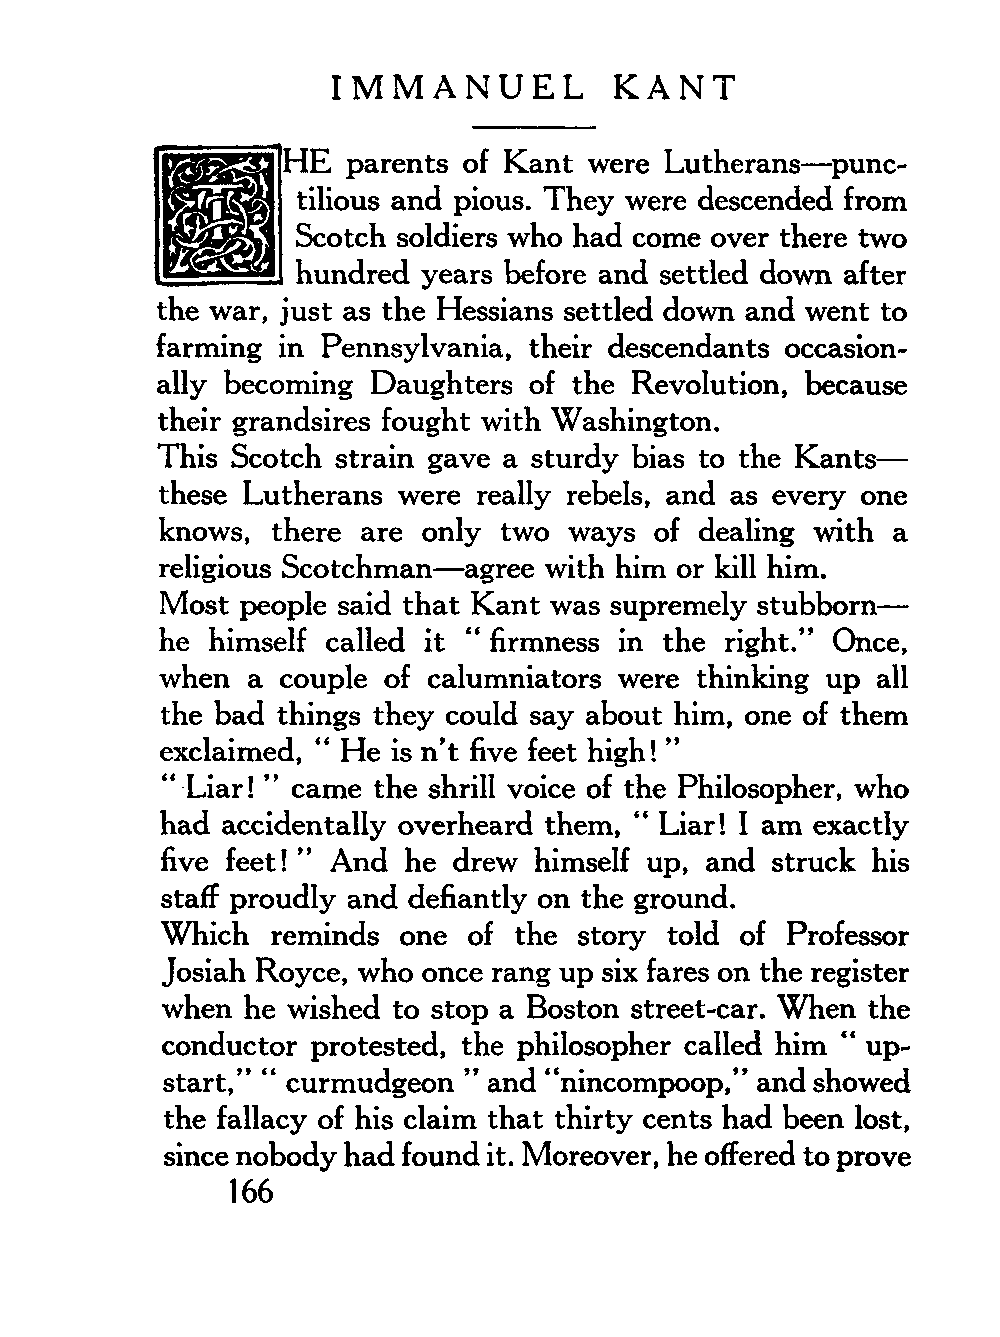 IMMANUEL KANT
THE parents of Kant were Lutherans—punc-
tilious and pious. They were descended from
Scotch soldiers who had come over there two
hundred years before and settled down after
the war, just as the Hessians settled down and went to
farming in Pennsylvania, their descendants occasion-
ally becoming Daughters of the Revolution, because
their grandsires fought with Washington.
This Scotch strain gave a sturdy bias to the Kants—
these Lutherans were really rebels, and as every one
knows, there are only two ways of dealing with a
religious Scotchman—agree with him or kill him.
Most people said that Kant was supremely stubborn—
he himself called it “ firmness in the right.” Once,
when a couple of calumniators were thinking up all
the bad things they could say about him, one of them
exclaimed, “ He is n’t five feet high! ”
“ Liar! ” came the shrill voice of the Philosopher, who
had accidentally overheard them, “ Liar! I am exactly
five feet! ” And he drew himself up, and struck his
staff proudly and defiantly on the ground.
Which reminds one of the story told of Professor
Josiah Royce, who once rang up six fares on the register
when he wished to stop a Boston street-car. When the
conductor protested, the philosopher called him “ up-
start,” “ curmudgeon ” and “nincompoop,” and showed
the fallacy of his claim that thirty cents had been lost,
since nobody had found it. Moreover, he offered to prove
166